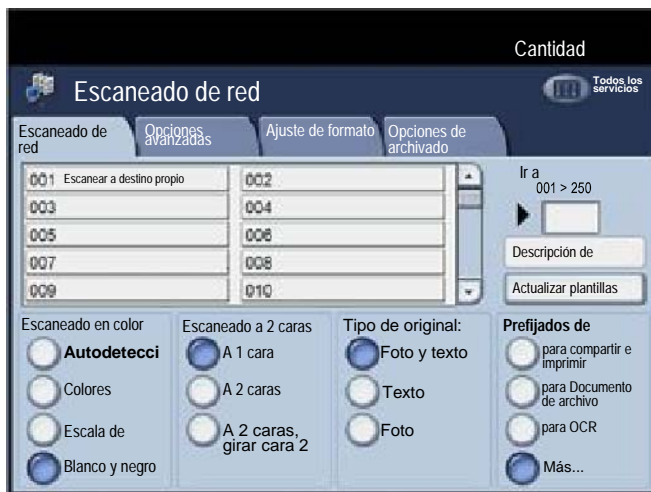 Cantidad
Escaneado de red
Todos los
servicios
Escaneado de
red
Opciones
avanzadas
Ajuste de formato
Opciones de
archivado
001 Escanear a destino propio
002
003
004
005
006
007
008
009
010
Ir a
001 > 250
Descripción de
Actualizar plantillas
Escaneado en color
Autodetecci
Colores
Escala de
Blanco y negro
Escaneado a 2 caras
A 1 cara
A 2 caras
A 2 caras,
girar cara 2
Tipo de original:
Foto y texto
Texto
Foto
Prefijados de
para compartir e
imprimir
para Documento
de archivo
para OCR
Más...